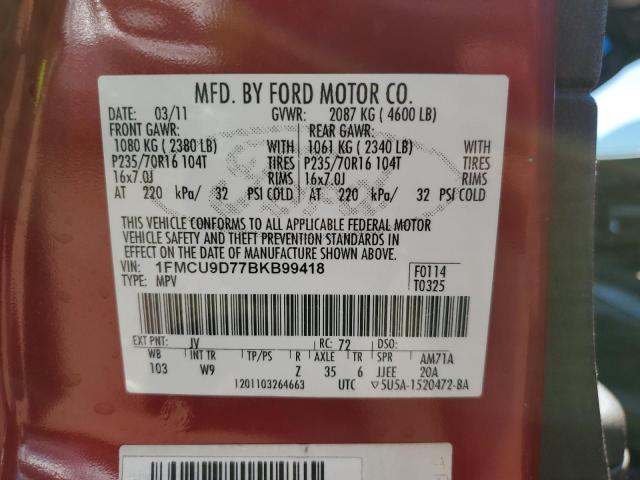 MFD. BY FORD MOTOR CO.
DATE: 03/11 GVWR: 2087 KG ( 4600 LB)
FRONT GAWR: REAR GAWR:
1080 KG ( 2380 LB) WITH 1061 KG ( 2340 LB) WITH
P235/70R16 104T TIRES P235/70R16 104T TIRES
16x7.0J RIMS 16x7.0J RIMS
AT 220 kPa/ 32 PSI COLD AT 220 kPa/ 32 PSI COLD
THIS VEHICLE CONFORMS TO ALL APPLICABLE FEDERAL MOTOR
VEHICLE SAFETY AND THEFT PREVENTION STANDARDS IN
EFFECT ON THE DATE OF MANUFACTURE SHOWN ABOVE.
VIN: 1FMCU9D77BKB99418 F0114
TYPE: MPV T0325
EXT PNT: JV RC: 72 DSO:
WB INT TR TP/PS R AXLE TR SPR AM71A
103 W9 Z 35 6 JJEE 20A
1201103264663 UTC 5U5A-1520472-BA